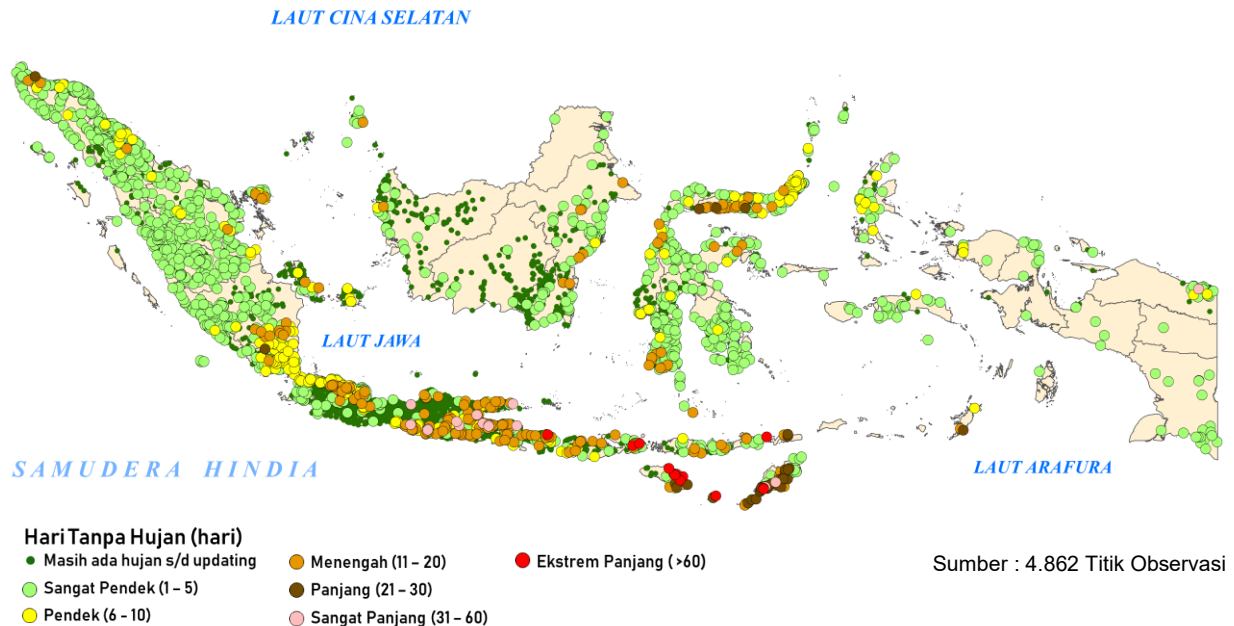 LAUT CINA SELATAN
LAUT JAWA
SAMUDERA HINDIA
LAUT ARAFURA
Hari Tanpa Hujan (hari)
Masih ada hujan s/d updating
Sangat Pendek (1 – 5)
Pendek (6 - 10)
Menengah (11 – 20)
Panjang (21 – 30)
Sangat Panjang (31 – 60)
Ekstrem Panjang ( >60)
Sumber : 4.862 Titik Observasi